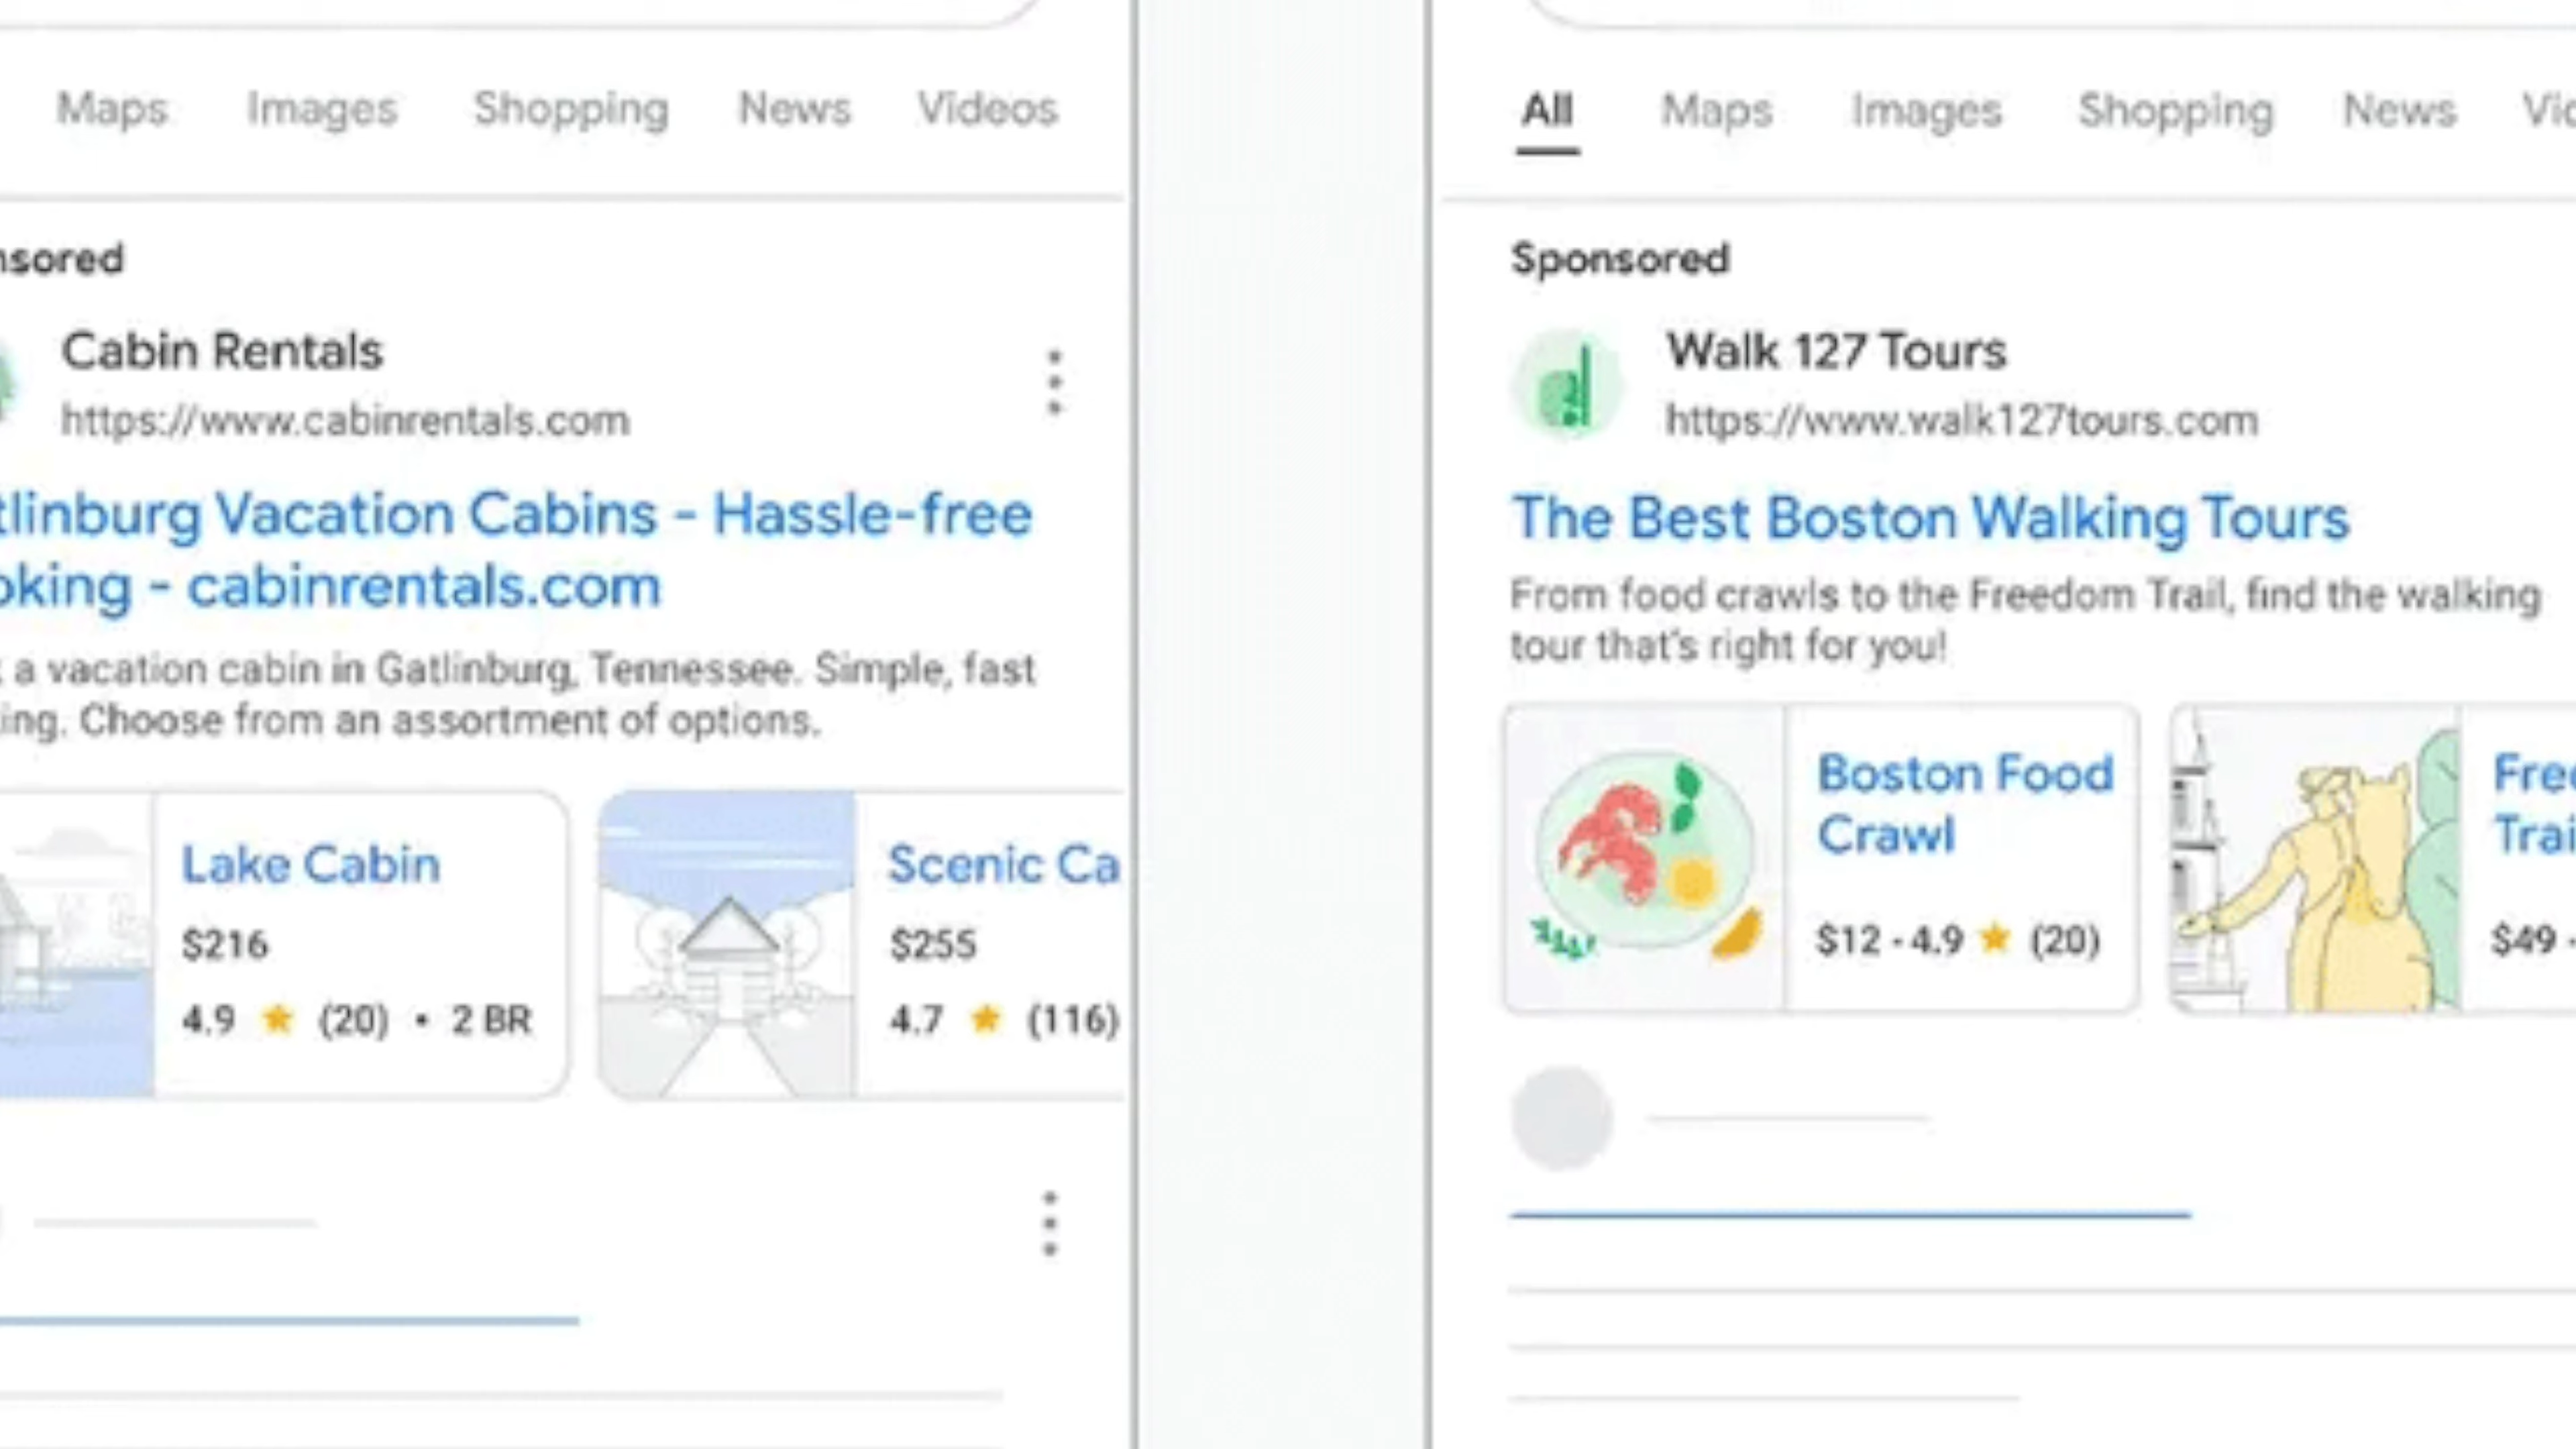 Maps Images Shopping News Videos
nsored
Cabin Rentals
https://www.cabinrentals.com
tlinburg Vacation Cabins - Hassle-free
oking - cabinrentals.com
a vacation cabin in Gatlinburg, Tennessee. Simple, fast
ing. Choose from an assortment of options.
Lake Cabin
$216
4.9 ★ (20) • 2 BR
Scenic Ca
$255
4.7 ★ (116)
All Maps Images Shopping News Vid
Sponsored
Walk 127 Tours
https://www.walk127tours.com
The Best Boston Walking Tours
From food crawls to the Freedom Trail, find the walking
tour that's right for you!
Boston Food
Crawl
$12 · 4.9 ★ (20)
Free
Trai
$49 ·